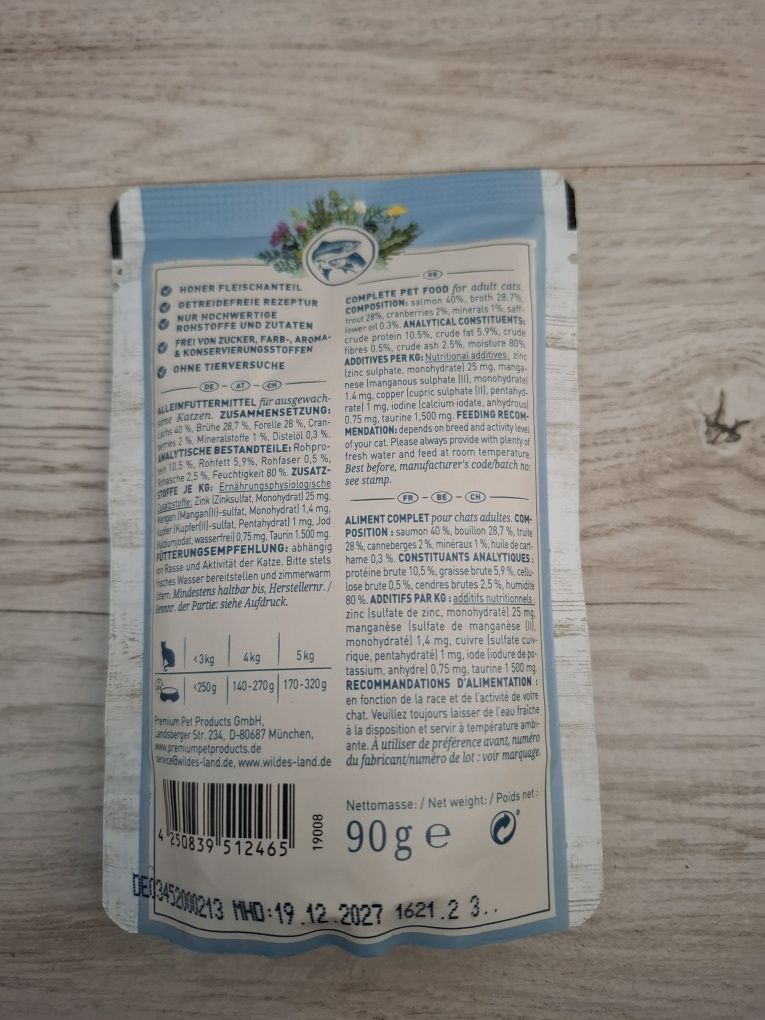 HOHER FLEISCHANTEIL
GETREIDEFREIE REZEPTUR
NUR HOCHWERTIGE
ROHSTOFFE UND ZUTATEN
FREI VON ZUCKER, FARB-, AROMA-
& KONSERVIERUNGSSTOFFEN
OHNE TIERVERSUCHE
DE - AT - CH
ALLEINFUTTERMITTEL für ausgewach-
sene Katzen. ZUSAMMENSETZUNG:
Lachs 40 %, Brühe 28,7 %, Forelle 28 %, Cran-
berries 2 %, Mineralstoffe 1 %, Distelöl 0,3 %.
ANALYTISCHE BESTANDTEILE: Rohpro-
tein 10,5 %, Rohfett 5,9%, Rohfaser 0,5 %,
Rohasche 2,5 %, Feuchtigkeit 80 %. ZUSATZ-
STOFFE JE KG: Ernährungsphysiologische
Zusatzstoffe: Zink (Zinksulfat, Monohydrat) 25 mg,
Mangan (Mangan(II)-sulfat, Monohydrat) 1,4 mg,
Kupfer (Kupfer(II)-sulfat, Pentahydrat) 1 mg, Jod
wasserfrei) 0,75 mg, Taurin 1.500 mg.
FÜTTERUNGSEMPFEHLUNG: abhängig
von Rasse und Aktivität der Katze. Bitte stets
frisches Wasser bereitstellen und zimmerwarm
füttern. Mindestens haltbar bis, Herstellernr. /
Kennnr. der Partie: siehe Aufdruck.
<3kg 4kg 5kg
<250g 140-270g 170-320g
Premium Pet Products GmbH,
Landsberger Str. 234, D-80687 München,
www.premiumpetproducts.de
service@wildes-land.de, www.wildes-land.de
4 250839 512465
19008
GB
COMPLETE PET FOOD for adult cats.
COMPOSITION: salmon 40%, broth 28.7%,
trout 28%, cranberries 2%, minerals 1%, saff-
lower oil 0.3%. ANALYTICAL CONSTITUENTS:
crude protein 10.5%, crude fat 5.9%, crude
fibres 0.5%, crude ash 2.5%, moisture 80%.
ADDITIVES PER KG: Nutritional additives: zinc
(zinc sulphate, monohydrate) 25 mg, manga-
nese (manganous sulphate (II), monohydrate)
1.4 mg, copper (cupric sulphate (II), pentahyd-
rate) 1 mg, iodine (calcium iodate, anhydrous)
0.75 mg, taurine 1,500 mg. FEEDING RECOM-
MENDATION: depends on breed and activity level
of your cat. Please always provide with plenty of
fresh water and feed at room temperature.
Best before, manufacturer's code/batch no:
see stamp.
FR - BE - CH
ALIMENT COMPLET pour chats adultes. COM-
POSITION : saumon 40 %, bouillon 28,7 %, truite
28 %, canneberges 2 %, minéraux 1 %, huile de cart-
hame 0,3 %. CONSTITUANTS ANALYTIQUES :
protéine brute 10,5 %, graisse brute 5,9 %, cellu-
lose brute 0,5 %, cendres brutes 2,5 %, humidité
80 %. ADDITIFS PAR KG : additifs nutritionnels:
zinc (sulfate de zinc, monohydraté) 25 mg,
manganèse (sulfate de manganèse (II),
monohydraté) 1,4 mg, cuivre (sulfate cuiv-
rique, pentahydraté) 1 mg, iode (iodure de po-
tassium, anhydre) 0,75 mg, taurine 1 500 mg.
RECOMMANDATIONS D'ALIMENTATION :
en fonction de la race et de l'activité de votre
chat. Veuillez toujours laisser de l'eau fraîche
à la disposition et servir à température ambi-
ante. À utiliser de préférence avant, numéro
du fabricant/numéro de lot : voir marquage.
Nettomasse: / Net weight: / Poids net:
90 g e
DE03452000213 MHD:19.12.2027 1621.2 3..